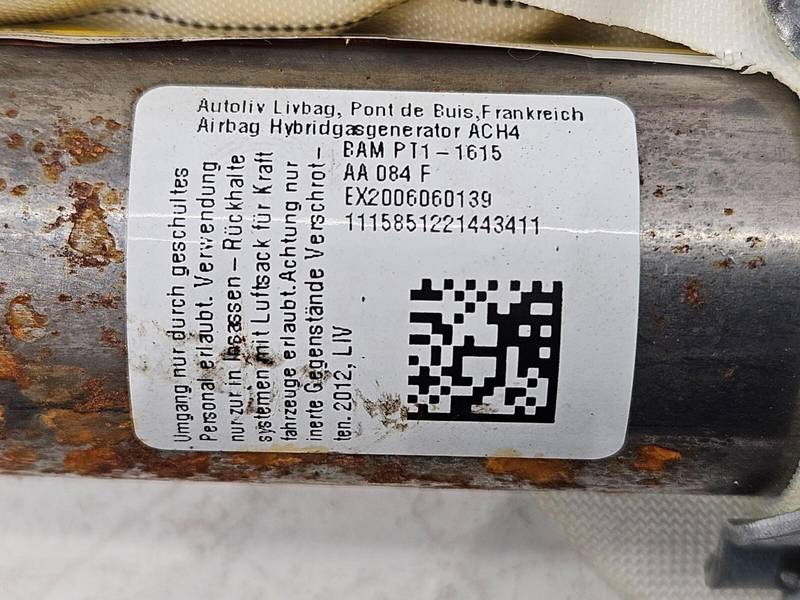 Autoliv Livbag, Pont de Buis,Frankreich
Airbag Hybridgasgenerator ACH4
BAM PT1-1615
AA 084 F
EX2006060139
1115851221443411
Umgang nur durch geschultes
Personal erlaubt. Verwendung
nur zur in Insassen-Rückhalte
systemen mit Luftsack für Kraft
fahrzeuge erlaubt.Achtung nur
inerte Gegenstände Verschrot-
ten. 2012, LIV